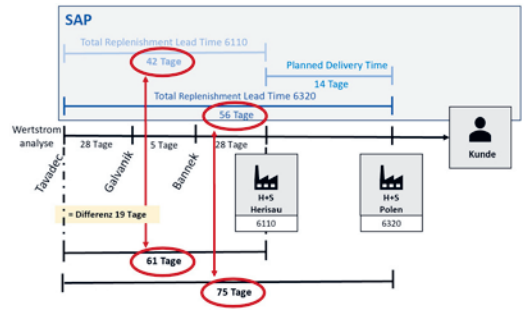 SAP
Total Replenishment Lead Time 6110
42 Tage
Planned Delivery Time
14 Tage
Total Replenishment Lead Time 6320
56 Tage
Wertstrom
analyse
28 Tage
5 Tage
28 Tage
Tavadec
Galvanik
Bannek
Kunde
H+S
Herisau
6110
H+S
Polen
6320
= Differenz 19 Tage
61 Tage
75 Tage